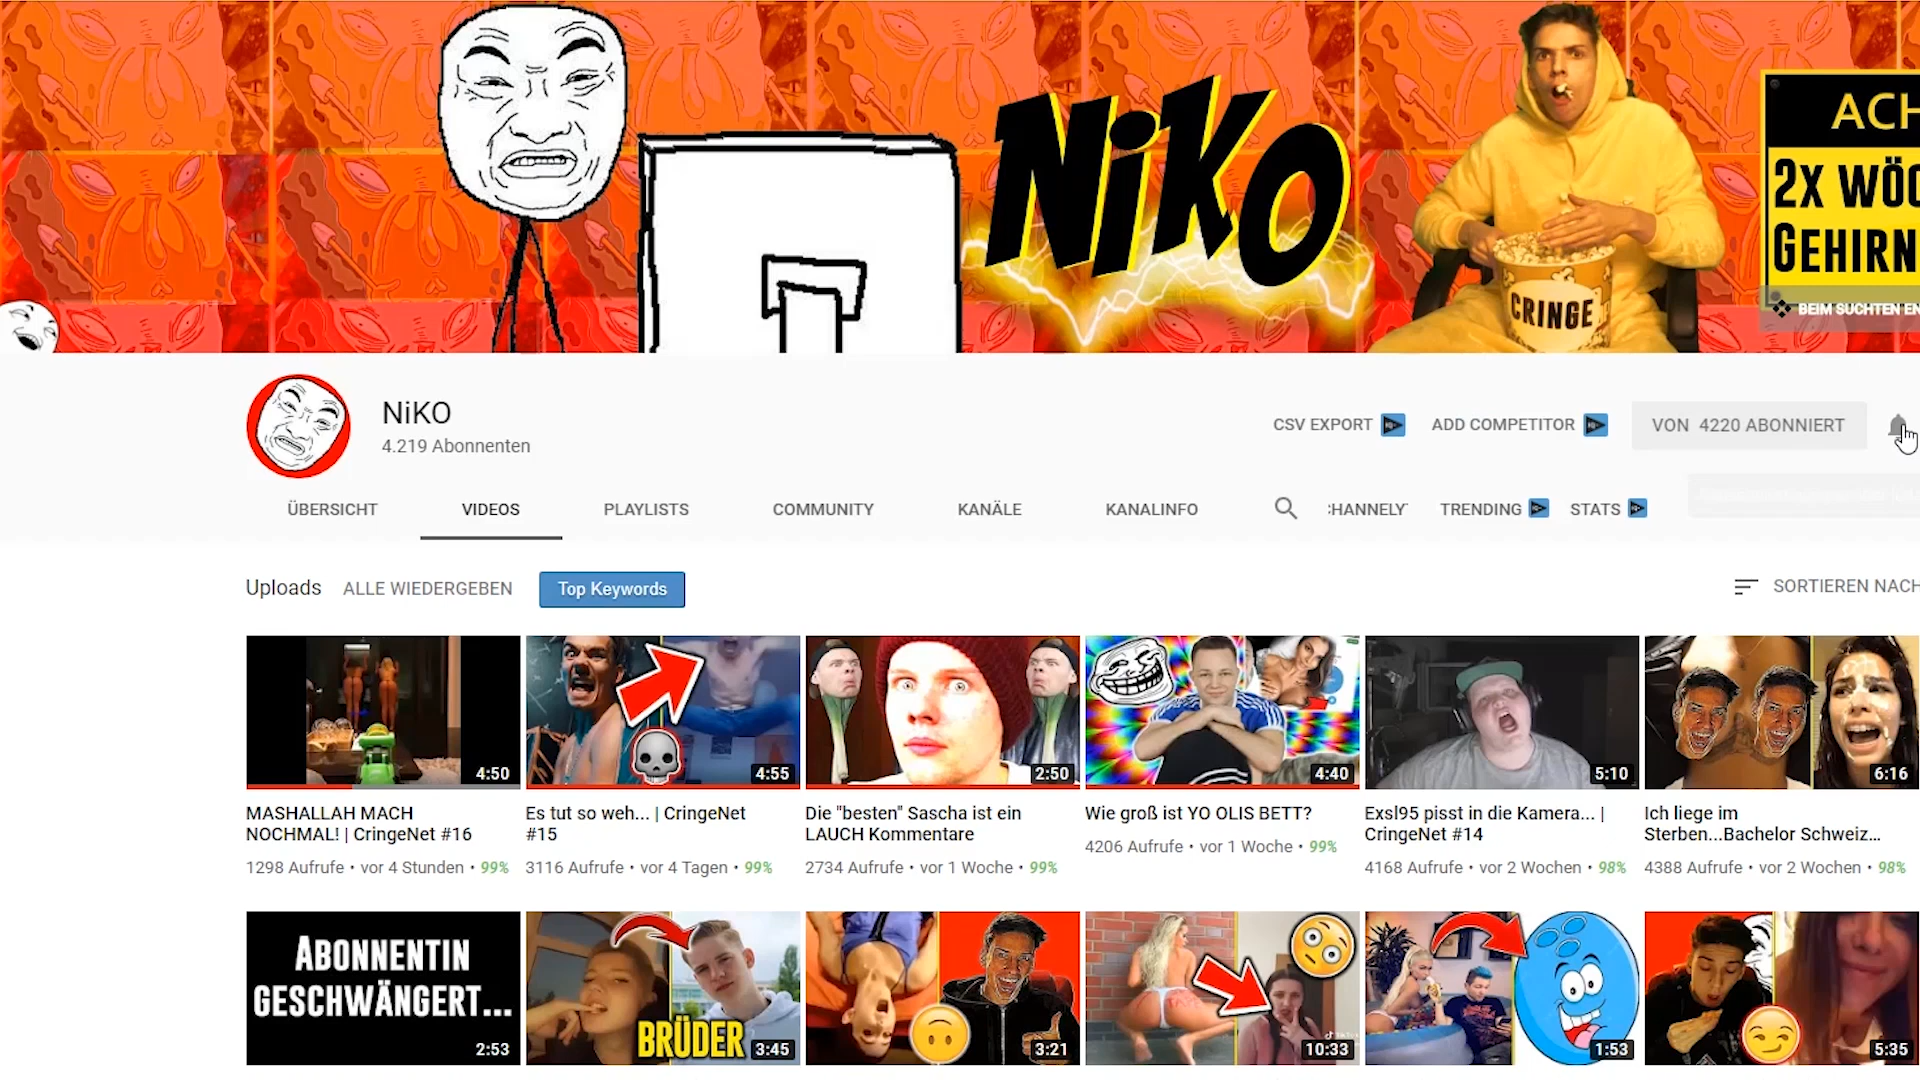 NiKO
CRINGE
ACH
2X WÖC
GEHIRN
BEIM SUCHTEN EN
NiKO
4.219 Abonnenten
CSV EXPORT
ADD COMPETITOR
VON 4220 ABONNIERT
ÜBERSICHT
VIDEOS
PLAYLISTS
COMMUNITY
KANÄLE
KANALINFO
HANNELY
TRENDING
STATS
Uploads
ALLE WIEDERGEBEN
Top Keywords
SORTIEREN NACH
4:50
4:55
2:50
4:40
5:10
6:16
MASHALLAH MACH
NOCHMAL! | CringeNet #16
1298 Aufrufe • vor 4 Stunden • 99%
Es tut so weh... | CringeNet
#15
3116 Aufrufe • vor 4 Tagen • 99%
Die "besten" Sascha ist ein
LAUCH Kommentare
2734 Aufrufe • vor 1 Woche • 99%
Wie groß ist YO OLIS BETT?
4206 Aufrufe • vor 1 Woche • 99%
Exsl95 pisst in die Kamera... |
CringeNet #14
4168 Aufrufe • vor 2 Wochen • 98%
Ich liege im
Sterben...Bachelor Schweiz...
4388 Aufrufe • vor 2 Wochen • 98%
ABONNENTIN
GESCHWÄNGERT...
2:53
BRÜDER
3:45
3:21
10:33
1:53
5:35